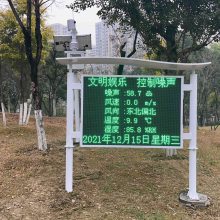 文明娱乐 控制噪声
噪声:58.7 db
风速:0.0 m/s
风向:东北偏北
温度:9.9 ℃
湿度:85.8 %RH
2021年12月15日星期三